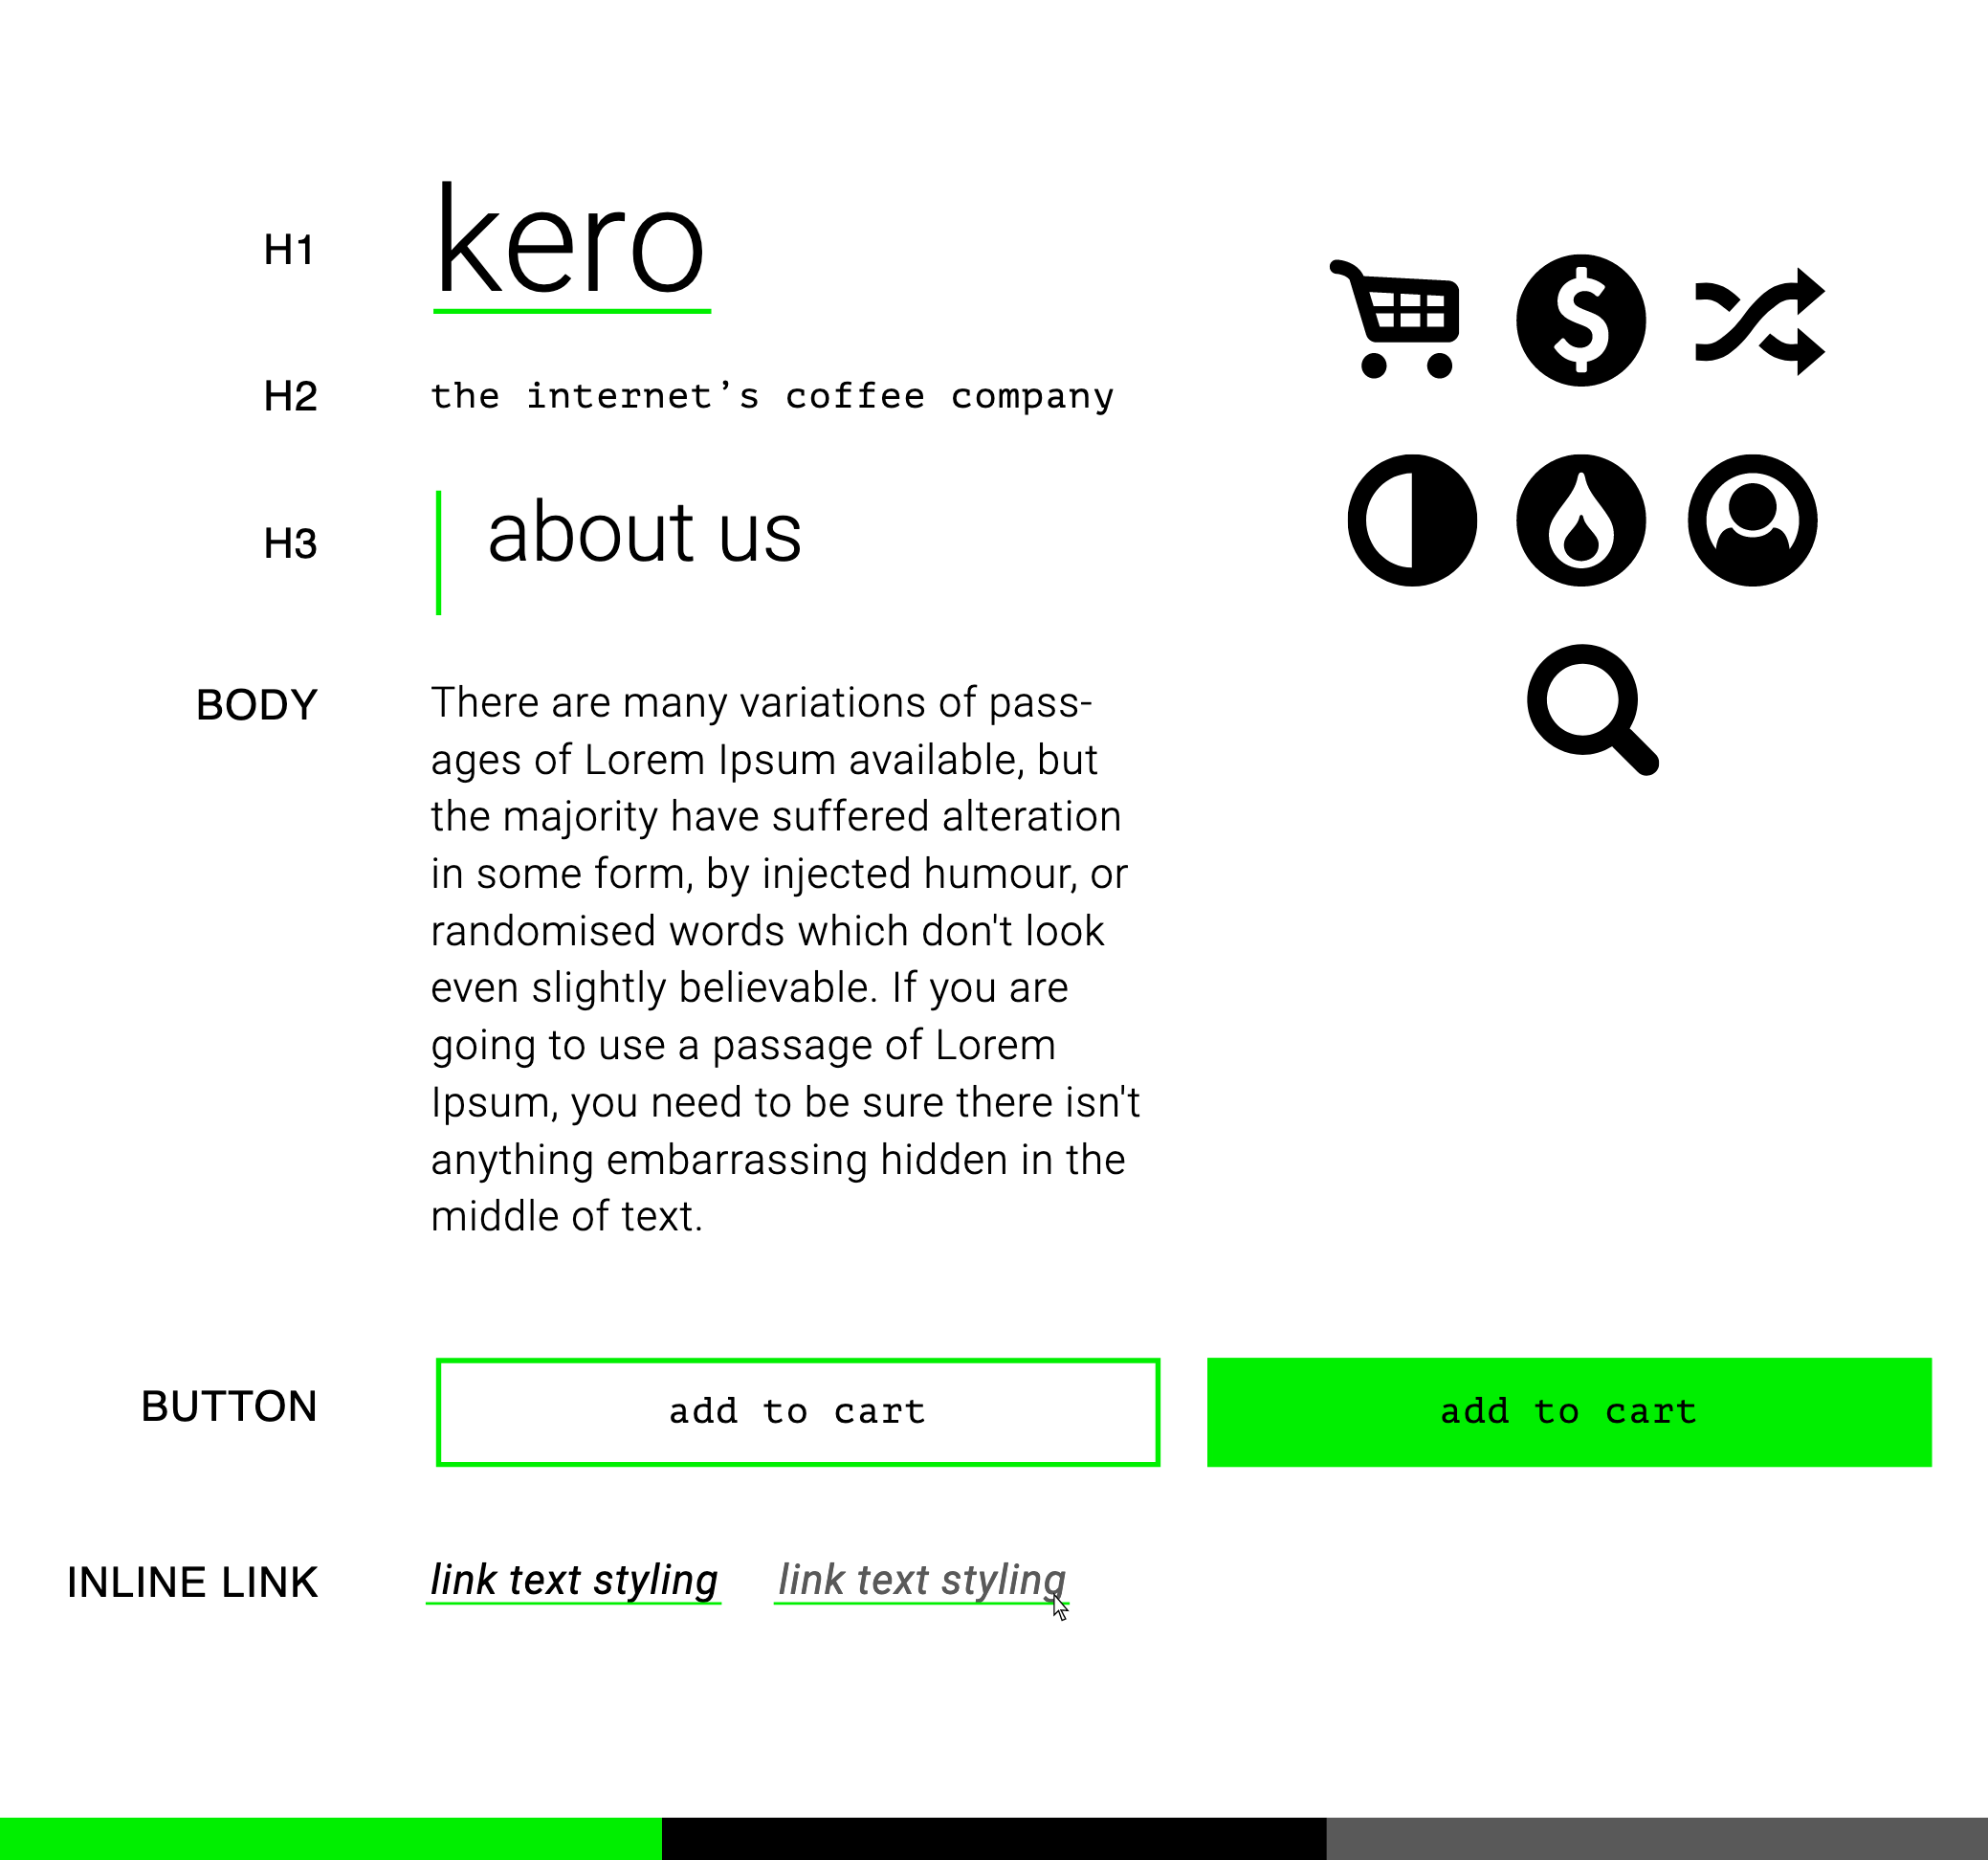 H1 kero
H2 the internet’s coffee company
H3 about us
BODY There are many variations of pass-
ages of Lorem Ipsum available, but
the majority have suffered alteration
in some form, by injected humour, or
randomised words which don't look
even slightly believable. If you are
going to use a passage of Lorem
Ipsum, you need to be sure there isn't
anything embarrassing hidden in the
middle of text.
$
BUTTON add to cart add to cart
INLINE LINK link text styling link text styling